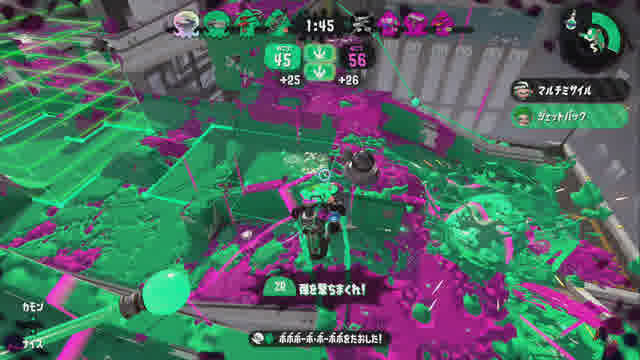 1:45
45
56
+25
+26
マルチミサイル
ジェットパック
ZR
弾を撃ちまくれ!
ボボボーボ・ボーボボをたおした!
カモン
ナイス